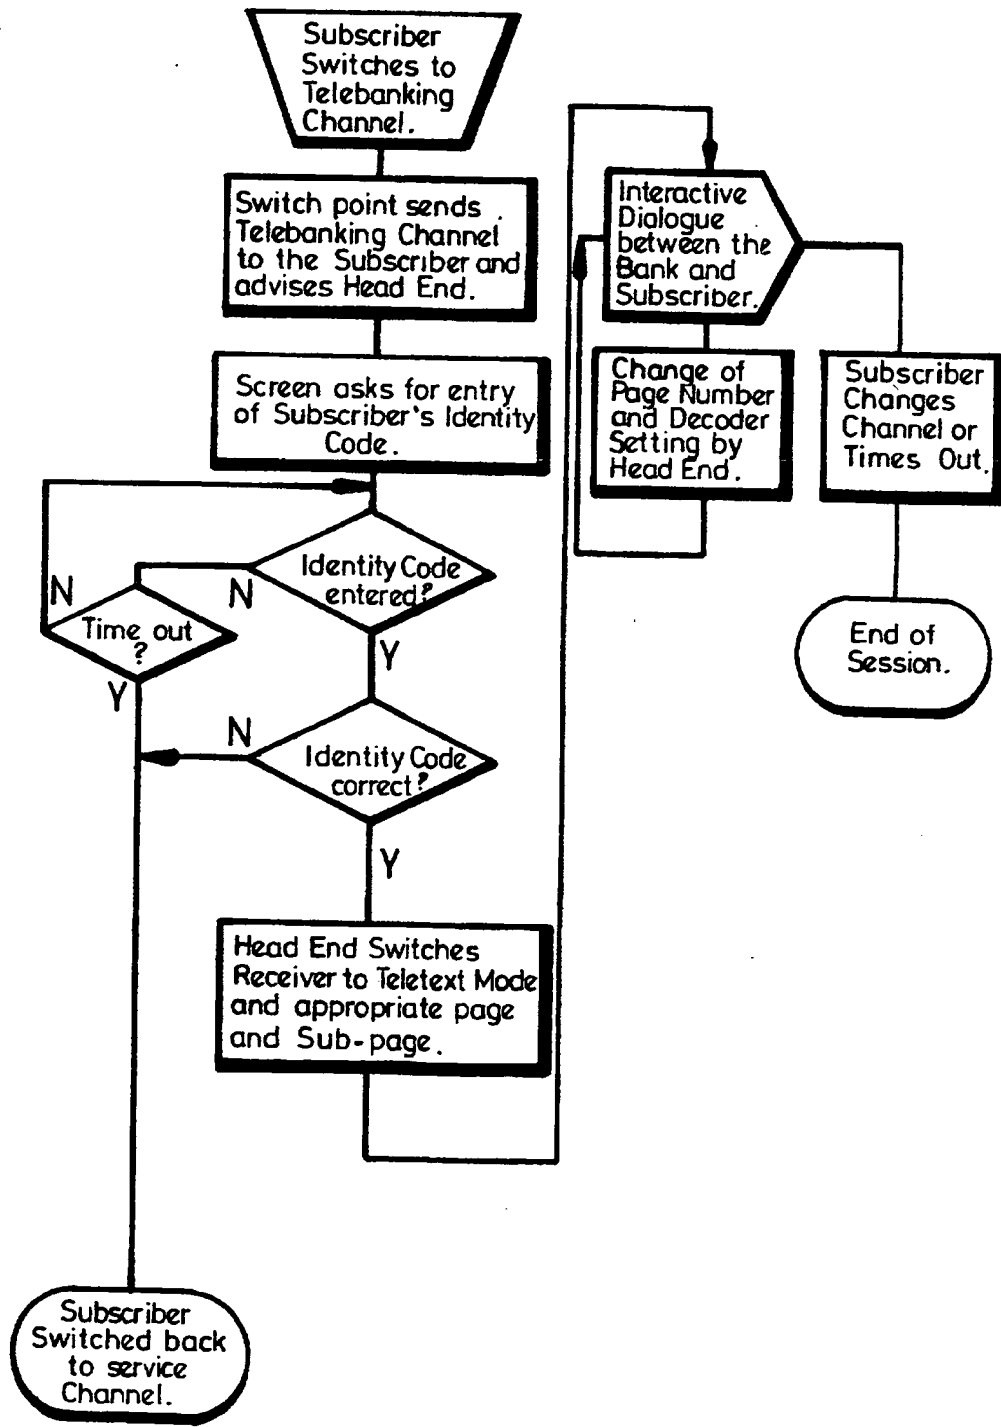 Subscriber
Switches to
Telebanking
Channel.
Switch point sends
Telebanking Channel
to the Subscriber and
advises Head End.
Screen asks for entry
of Subscriber's Identity
Code.
Identity Code
entered?
N
Y
N
Time out
?
Y
N
Identity Code
correct?
Y
Head End Switches
Receiver to Teletext Mode
and appropriate page
and Sub-page.
Subscriber
Switched back
to service
Channel.
Interactive
Dialogue
between the
Bank and
Subscriber.
Change of
Page Number
and Decoder
Setting by
Head End.
Subscriber
Changes
Channel or
Times Out.
End of
Session.